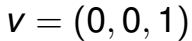 v = (0, 0, 1)